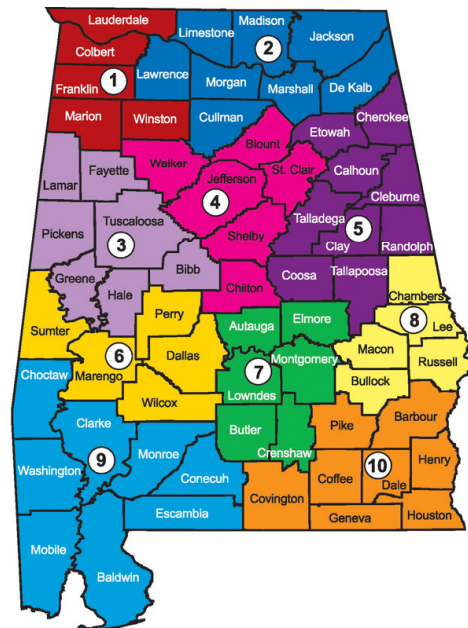 Lauderdale
Limestone
Madison
Jackson
Colbert
2
Franklin
1
Lawrence
Morgan
Marshall
De Kalb
Marion
Winston
Cullman
Cherokee
Etowah
Blount
Walker
Fayette
Lamar
Jefferson
St. Clair
Calhoun
Cleburne
4
Tuscaloosa
Talladega
Pickens
3
Shelby
5
Clay
Randolph
Bibb
Greene
Hale
Coosa
Tallapoosa
Chilton
Chambers
Perry
Sumter
Autauga
Elmore
8
Lee
6
Dallas
Macon
Choctaw
Marengo
7
Montgomery
Russell
Lowndes
Bullock
Wilcox
Clarke
Pike
Barbour
Butler
Monroe
Crenshaw
9
Washington
Conecuh
Coffee
10
Henry
Dale
Covington
Escambia
Geneva
Houston
Mobile
Baldwin